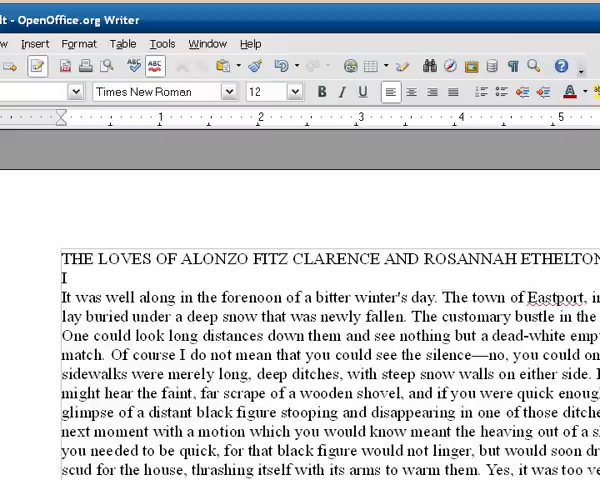 lt - OpenOffice.org Writer
w Insert Format Table Tools Window Help
Times New Roman 12 B I U A
1 2 3 4 5
THE LOVES OF ALONZO FITZ CLARENCE AND ROSANNAH ETHELTON
I
It was well along in the forenoon of a bitter winter's day. The town of Eastport, in
lay buried under a deep snow that was newly fallen. The customary bustle in the
One could look long distances down them and see nothing but a dead-white emp
match. Of course I do not mean that you could see the silence—no, you could on
sidewalks were merely long, deep ditches, with steep snow walls on either side.
might hear the faint, far scrape of a wooden shovel, and if you were quick enoug
glimpse of a distant black figure stooping and disappearing in one of those ditche
next moment with a motion which you would know meant the heaving out of a s
you needed to be quick, for that black figure would not linger, but would soon dr
scud for the house, thrashing itself with its arms to warm them. Yes, it was too ve